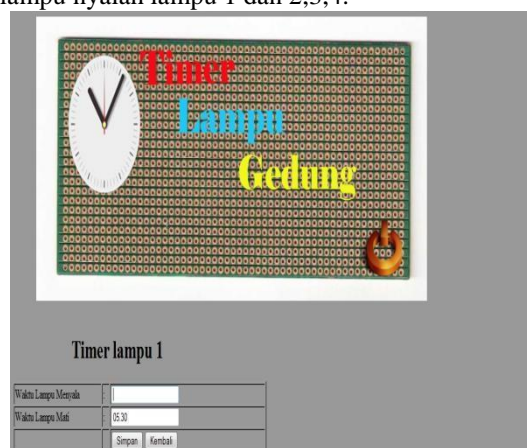 lampu nyalan lampu 1 dan 2,3,4.
Timer
Lampu
Gedung
Timer lampu 1
Waktu Lampu Menyala :
Waktu Lampu Mati : 05.30
Simpan Kembali